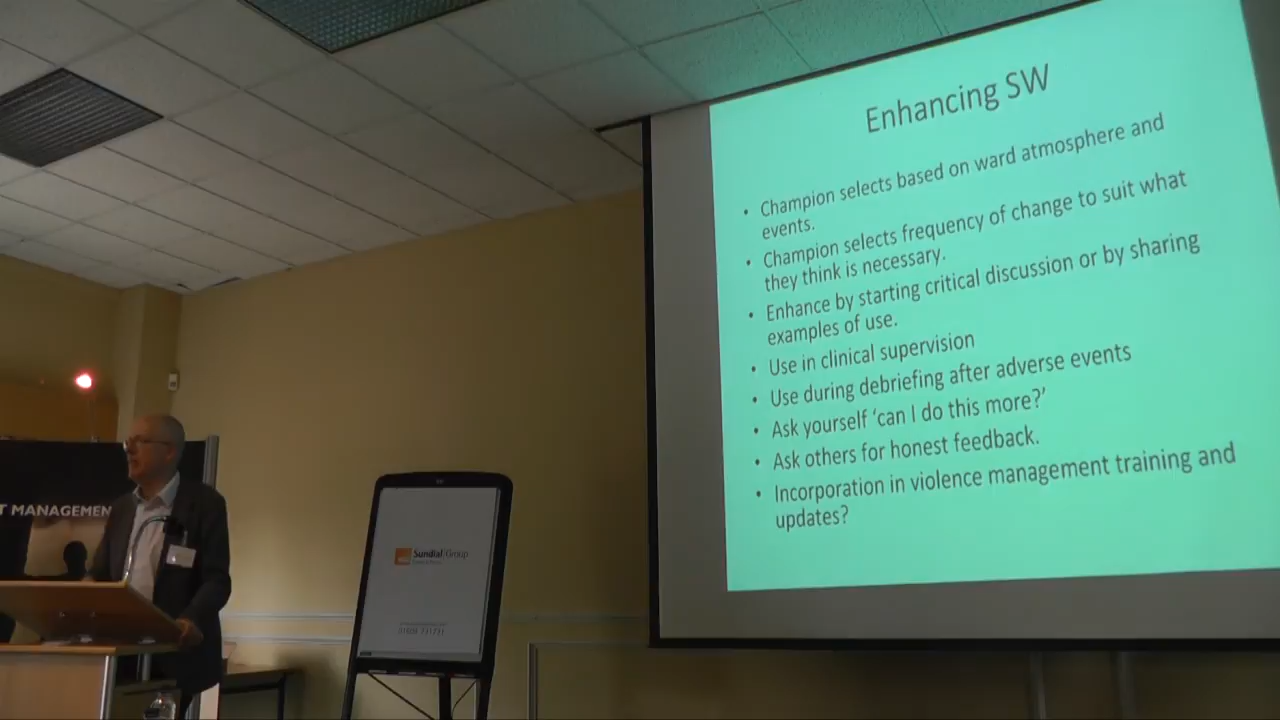 Enhancing SW
• Champion selects based on ward atmosphere and
events.
• Champion selects frequency of change to suit what
they think is necessary.
• Enhance by starting critical discussion or by sharing
examples of use.
• Use in clinical supervision
• Use during debriefing after adverse events
• Ask yourself ‘can I do this more?’
• Ask others for honest feedback.
• Incorporation in violence management training and
updates?
T MANAGEMEN
Sundial Group